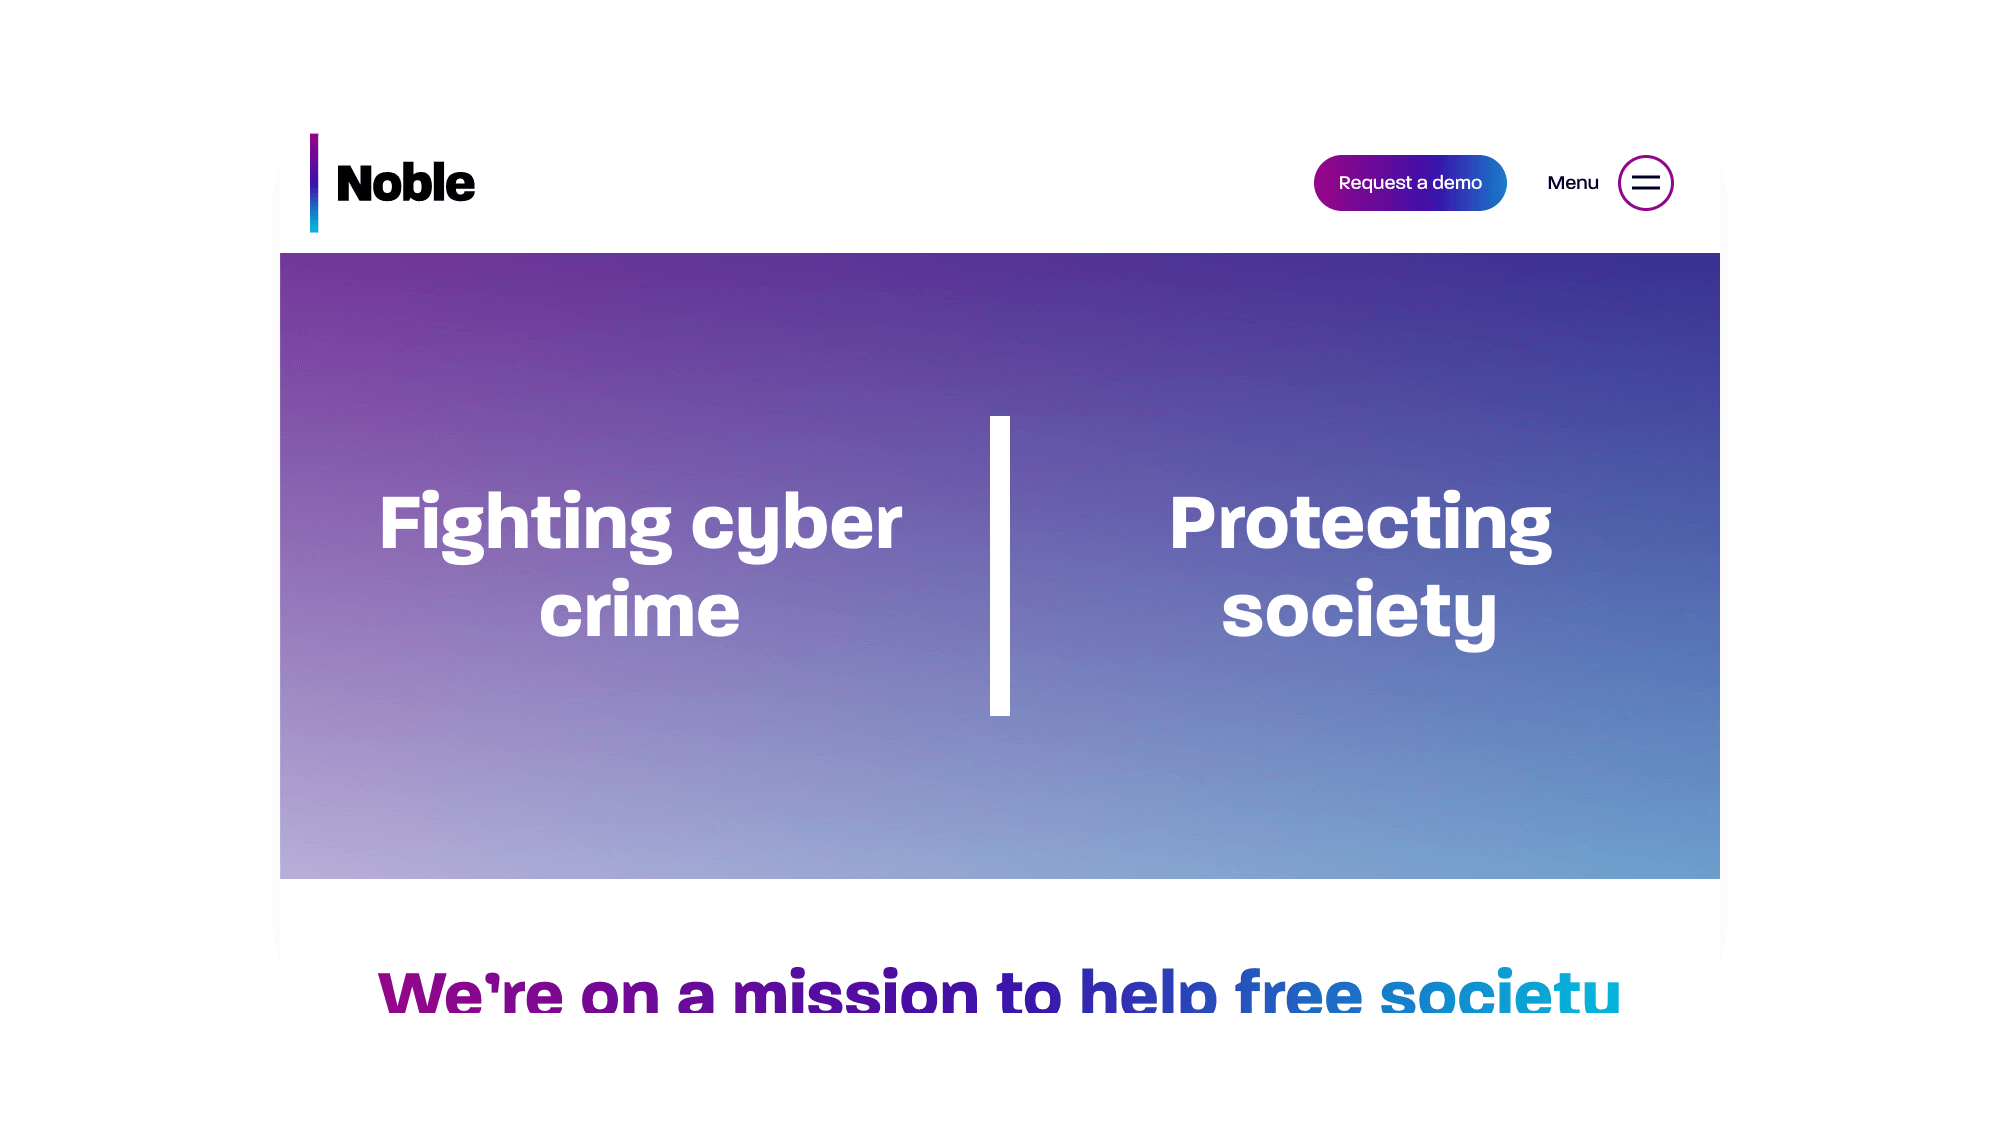 Noble
Request a demo
Menu
Fighting cyber
crime
Protecting
society
We're on a mission to help free society